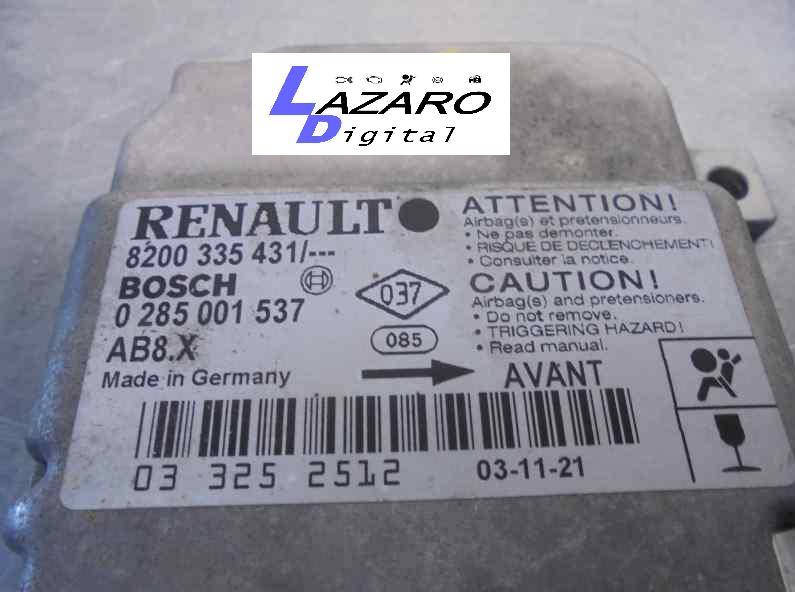 LAZARO
Digital
RENAULT
8200 335 431/---
BOSCH
0 285 001 537
AB8.X
Made in Germany
037
085
ATTENTION!
Airbag(s) et pretensionneurs.
• Ne pas demonter.
• RISQUE DE DECLENCHEMENT!
• Consulter la notice.
CAUTION!
Airbag(s) and pretensioners.
• Do not remove.
• TRIGGERING HAZARD!
• Read manual.
AVANT
03 325 2512
03-11-21